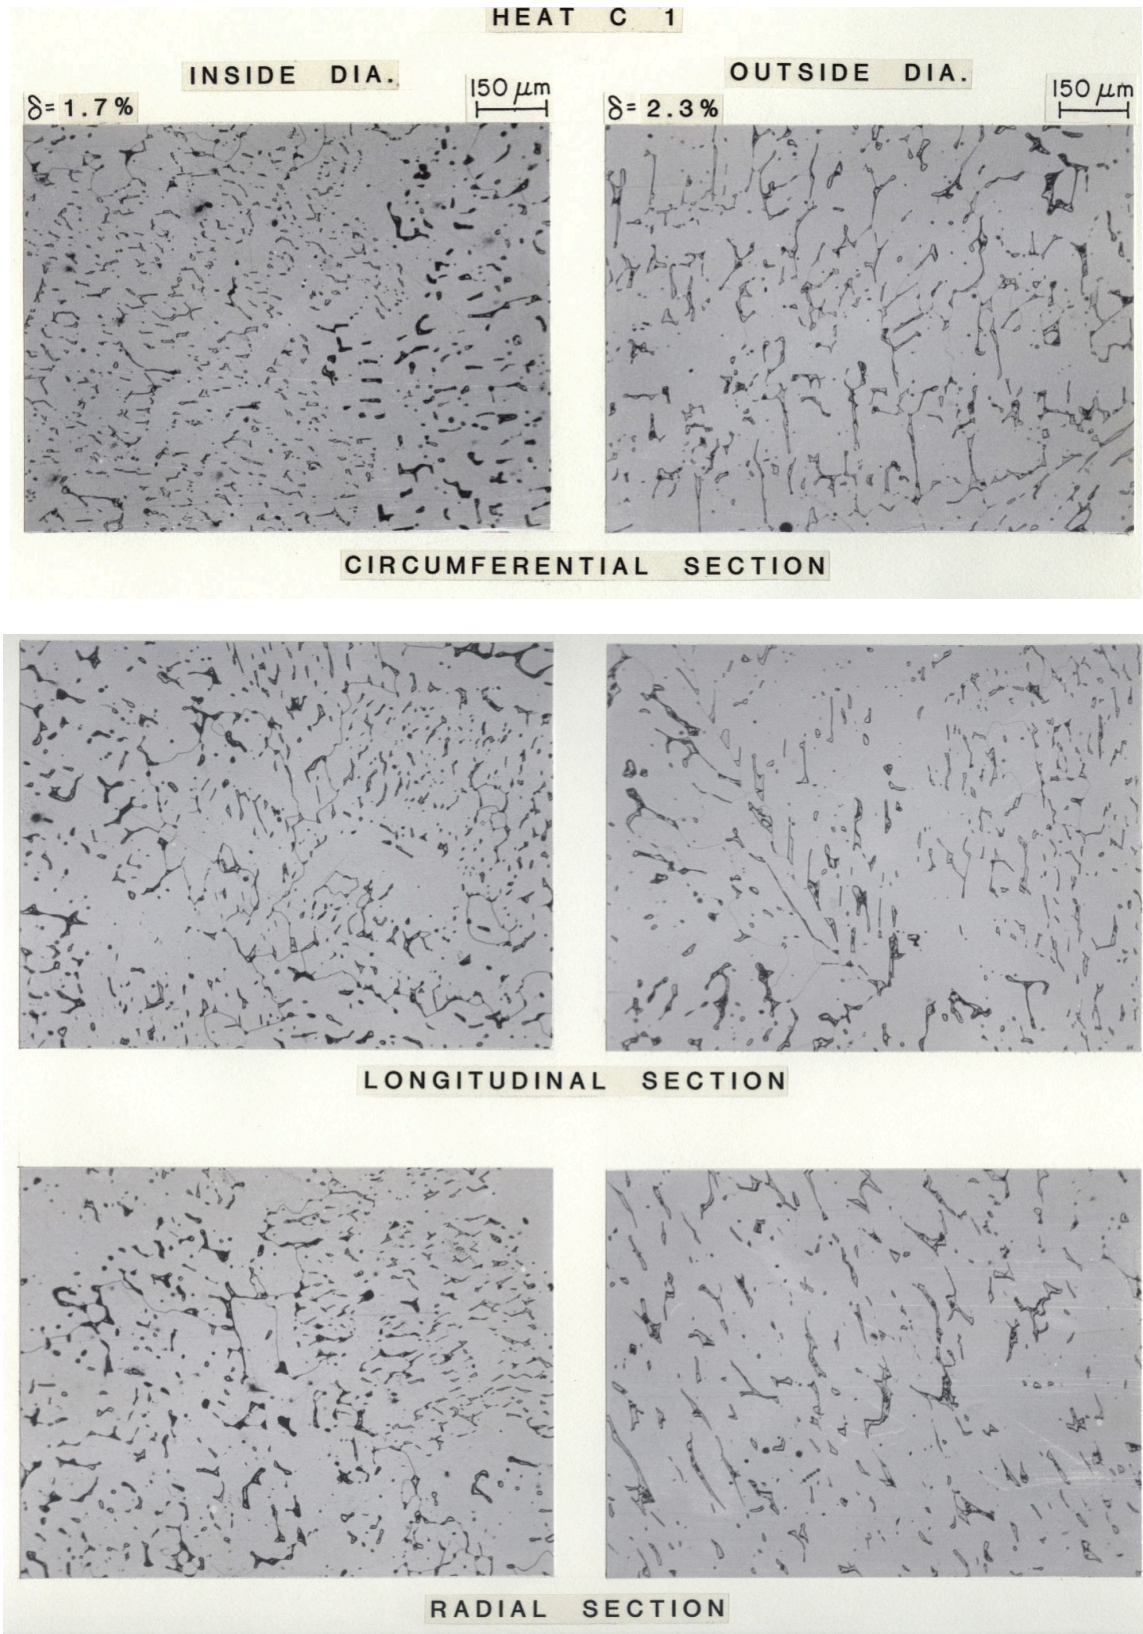 HEAT C 1
INSIDE DIA.
OUTSIDE DIA.
δ= 1.7%
150 μm
δ= 2.3%
150 μm
CIRCUMFERENTIAL SECTION
LONGITUDINAL SECTION
RADIAL SECTION